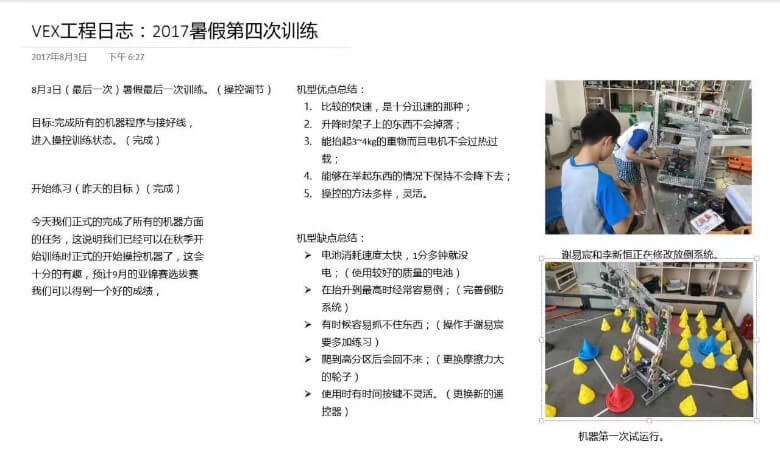 VEX工程日志：2017暑假第四次训练
2017年8月3日 下午 6:27
8月3日（最后一次）暑假最后一次训练。（操控调节）
目标:完成所有的机器程序与接好线，
进入操控训练状态。（完成）
开始练习（昨天的目标）（完成）
今天我们正式的完成了所有的机器方面
的任务，这说明我们已经可以在秋季开
始训练时正式的开始操控机器了，这会
十分的有趣，预计9月的亚锦赛选拔赛
我们可以得到一个好的成绩，
机型优点总结：
1. 比较的快速，是十分迅速的那种；
2. 升降时架子上的东西不会掉落；
3. 能抬起3~4kg的重物而且电机不会过热过
载；
4. 能够在举起东西的情况下保持不会降下去；
5. 操控的方法多样，灵活。
机型缺点总结：
➢ 电池消耗速度太快，1分多钟就没
电；（使用较好的质量的电池）
➢ 在抬升到最高时经常容易倒；（完善倒防
系统）
➢ 有时候容易抓不住东西；（操作手谢易宸
要多加练习）
➢ 爬到高分区后会回不来；（更换摩擦力大
的轮子）
➢ 使用时有时间按键不灵活。（更换新的遥
控器）
谢易宸和李新恒正在修改放倒系统。
机器第一次试运行。